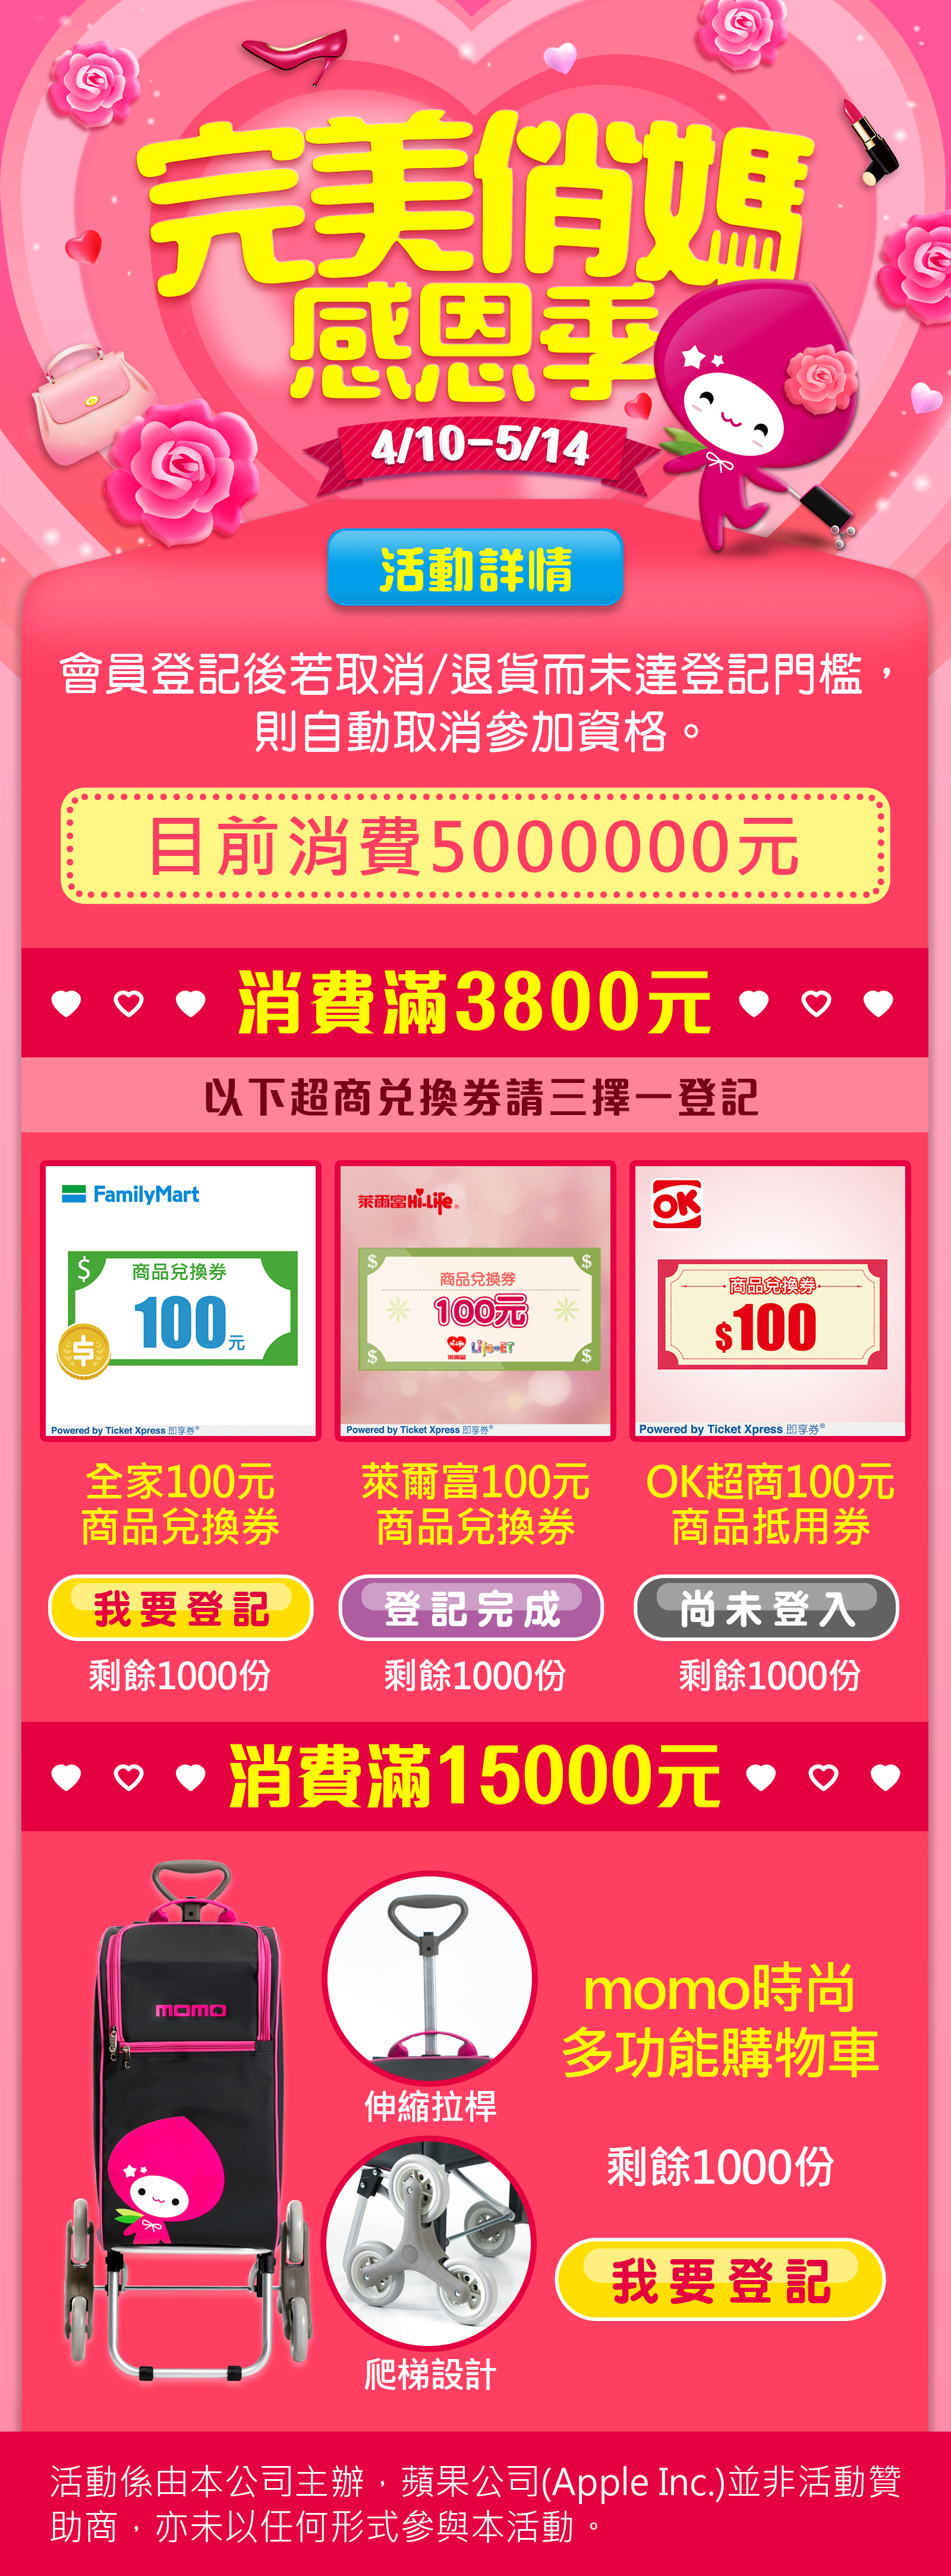 完美俏媽
感恩季
4/10-5/14
活動詳情
會員登記後若取消/退貨而未達登記門檻，
則自動取消參加資格。
目前消費5000000元
消費滿3800元
以下超商兌換券請三擇一登記
FamilyMart
商品兌換券
100元
Powered by Ticket Xpress 即享券®
萊爾富Hi-Life®
商品兌換券
100元
Hi-Life
萊爾富
Life-ET
Powered by Ticket Xpress 即享券®
OK
商品兌換券
$100
Powered by Ticket Xpress 即享券®
全家100元
商品兌換券
萊爾富100元
商品兌換券
OK超商100元
商品抵用券
我要登記
登記完成
尚未登入
剩餘1000份
剩餘1000份
剩餘1000份
消費滿15000元
momo
伸縮拉桿
爬梯設計
momo時尚
多功能購物車
剩餘1000份
我要登記
活動係由本公司主辦，蘋果公司(Apple Inc.)並非活動贊
助商，亦未以任何形式參與本活動。